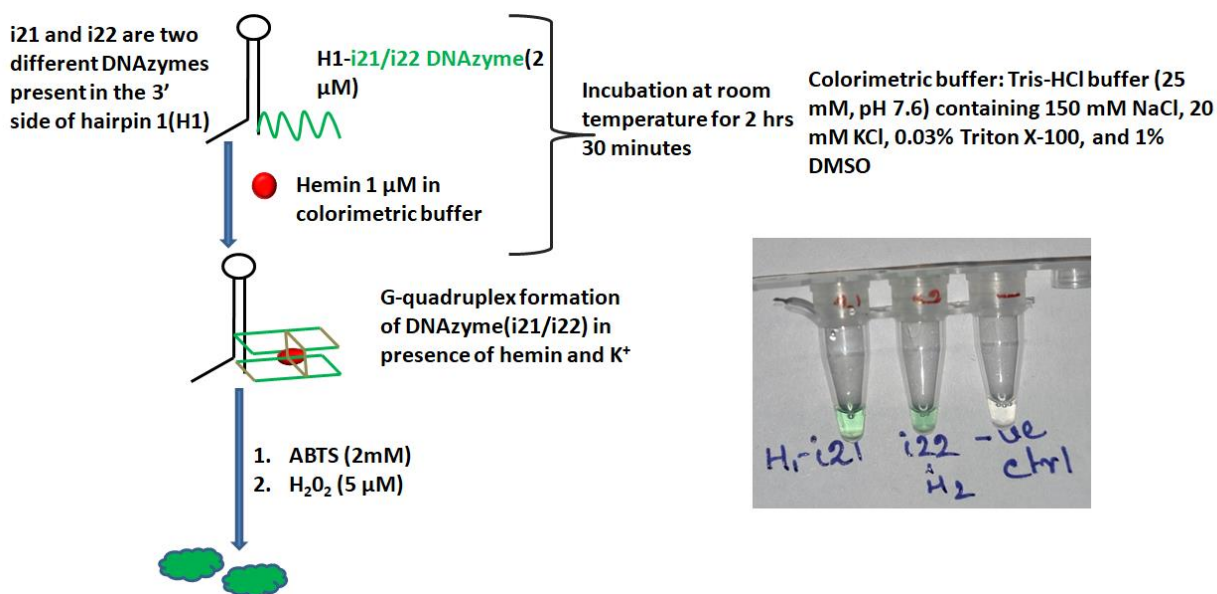 i21 and i22 are two
different DNAzymes
present in the 3’
side of hairpin 1(H1)
H1-i21/i22 DNAzyme(2
µM)
Incubation at room
temperature for 2 hrs
30 minutes
Colorimetric buffer: Tris-HCl buffer (25
mM, pH 7.6) containing 150 mM NaCl, 20
mM KCl, 0.03% Triton X-100, and 1%
DMSO
Hemin 1 µM in
colorimetric buffer
G-quadruplex formation
of DNAzyme(i21/i22) in
presence of hemin and K⁺
1. ABTS (2mM)
2. H₂0₂ (5 µM)
H1-i21 i22 -ve
H2 ctrl